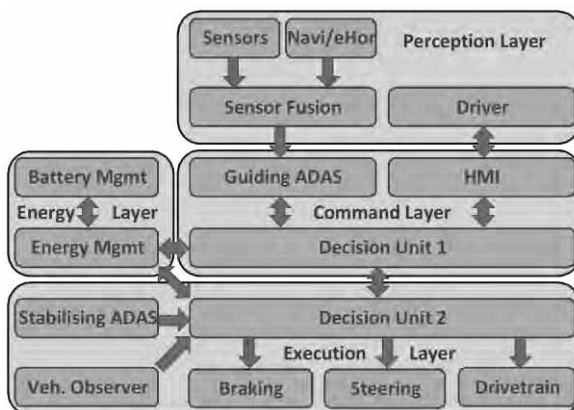 Sensors Navi/eHor Perception Layer
Sensor Fusion Driver
Battery Mgmt Guiding ADAS HMI
Energy Layer Command Layer
Energy Mgmt Decision Unit 1
Stabilising ADAS Decision Unit 2
Execution Layer
Veh. Observer Braking Steering Drivetrain